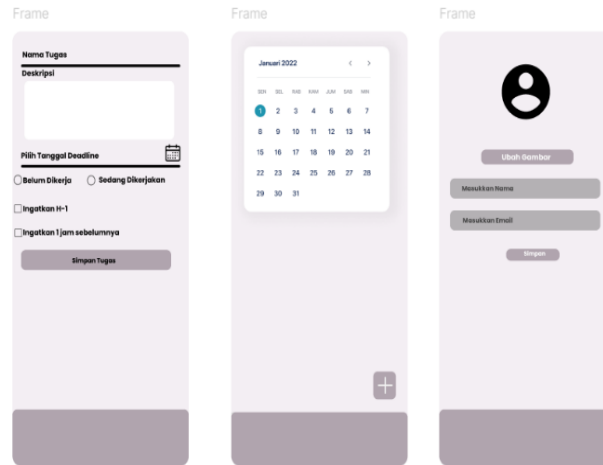 Frame
Nama Tugas
Deskripsi
Pilih Tanggal Deadline
Belum Dikerja
Sedang Dikerjakan
Ingatkan H-1
Ingatkan 1 jam sebelumnya
Simpan Tugas
Frame
Januari 2022
SEN SEL RAB KAM JUM SAB MIN
1 2 3 4 5 6 7
8 9 10 11 12 13 14
15 16 17 18 19 20 21
22 23 24 25 26 27 28
29 30 31
Frame
Ubah Gambar
Masukkan Nama
Masukkan Email
Simpan